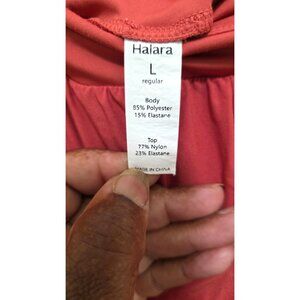 Halara
L
regular
Body
85% Polyester
15% Elastane
Top
77% Nylon
23% Elastane
MADE IN CHINA